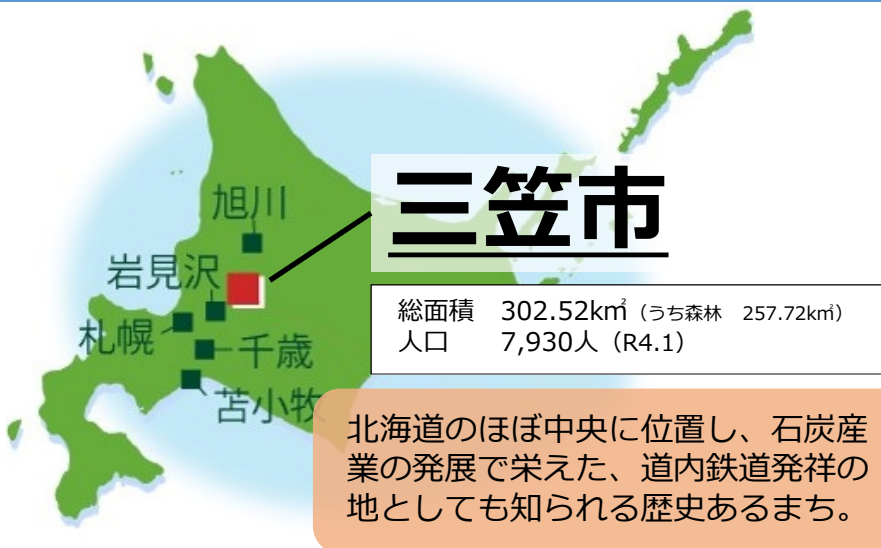 三笠市
旭川
岩見沢
札幌
千歳
苫小牧
総面積 302.52k㎡（うち森林 257.72k㎡）
人口 7,930人（R4.1）
北海道のほぼ中央に位置し、石炭産
業の発展で栄えた、道内鉄道発祥の
地としても知られる歴史あるまち。